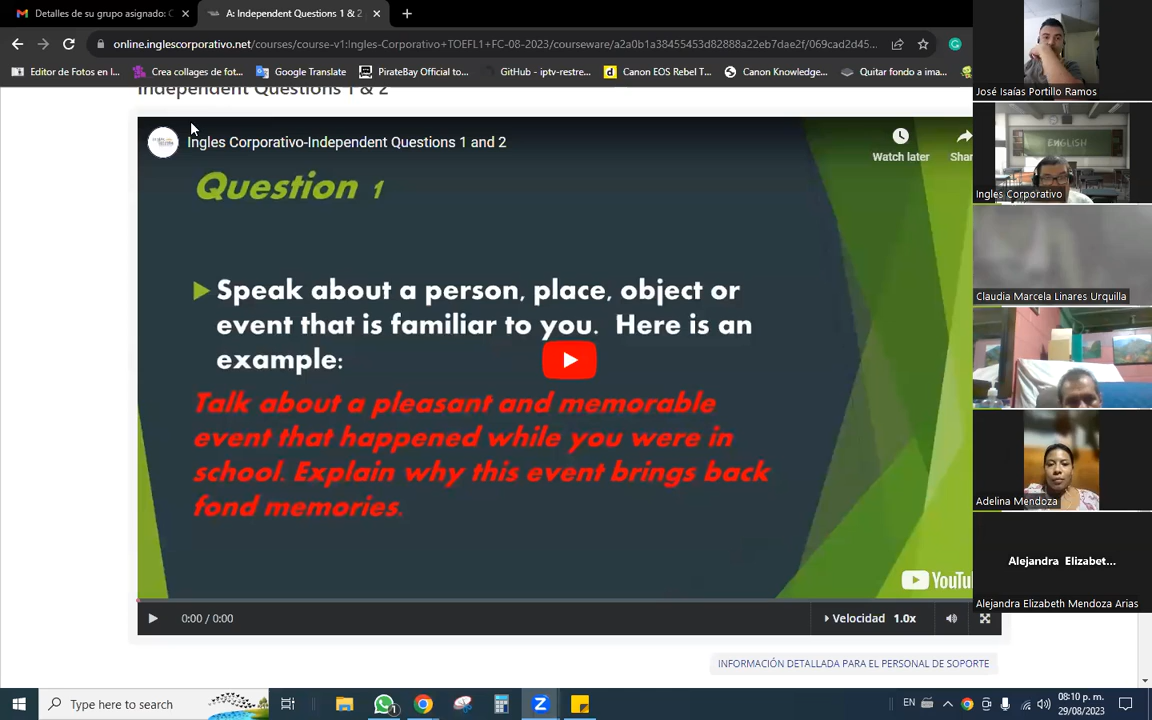 Detalles de su grupo asignado: C
A: Independent Questions 1 & 2
online.inglescorporativo.net/courses/course-v1:Ingles-Corporativo+TOEFL1+FC-08-2023/courseware/a2a0b1a38455453d82888a22eb7dae2f/069cad2d45...
Editor de Fotos en lí...
Crea collages de fot...
Google Translate
PirateBay Official to...
GitHub - iptv-restre...
Canon EOS Rebel T...
Canon Knowledge...
Quitar fondo a ima...
Independent Questions 1 & 2
Ingles Corporativo-Independent Questions 1 and 2
Watch later
Shar
Question 1
Speak about a person, place, object or
event that is familiar to you. Here is an
example:
Talk about a pleasant and memorable
event that happened while you were in
school. Explain why this event brings back
fond memories.
YouTu
0:00 / 0:00
Velocidad 1.0x
INFORMACIÓN DETALLADA PARA EL PERSONAL DE SOPORTE
José Isaías Portillo Ramos
ENGLISH
Ingles Corporativo
Claudia Marcela Linares Urquilla
Adelina Mendoza
Alejandra Elizabet...
Alejandra Elizabeth Mendoza Arias
Type here to search
1
EN
08:10 p. m.
29/08/2023